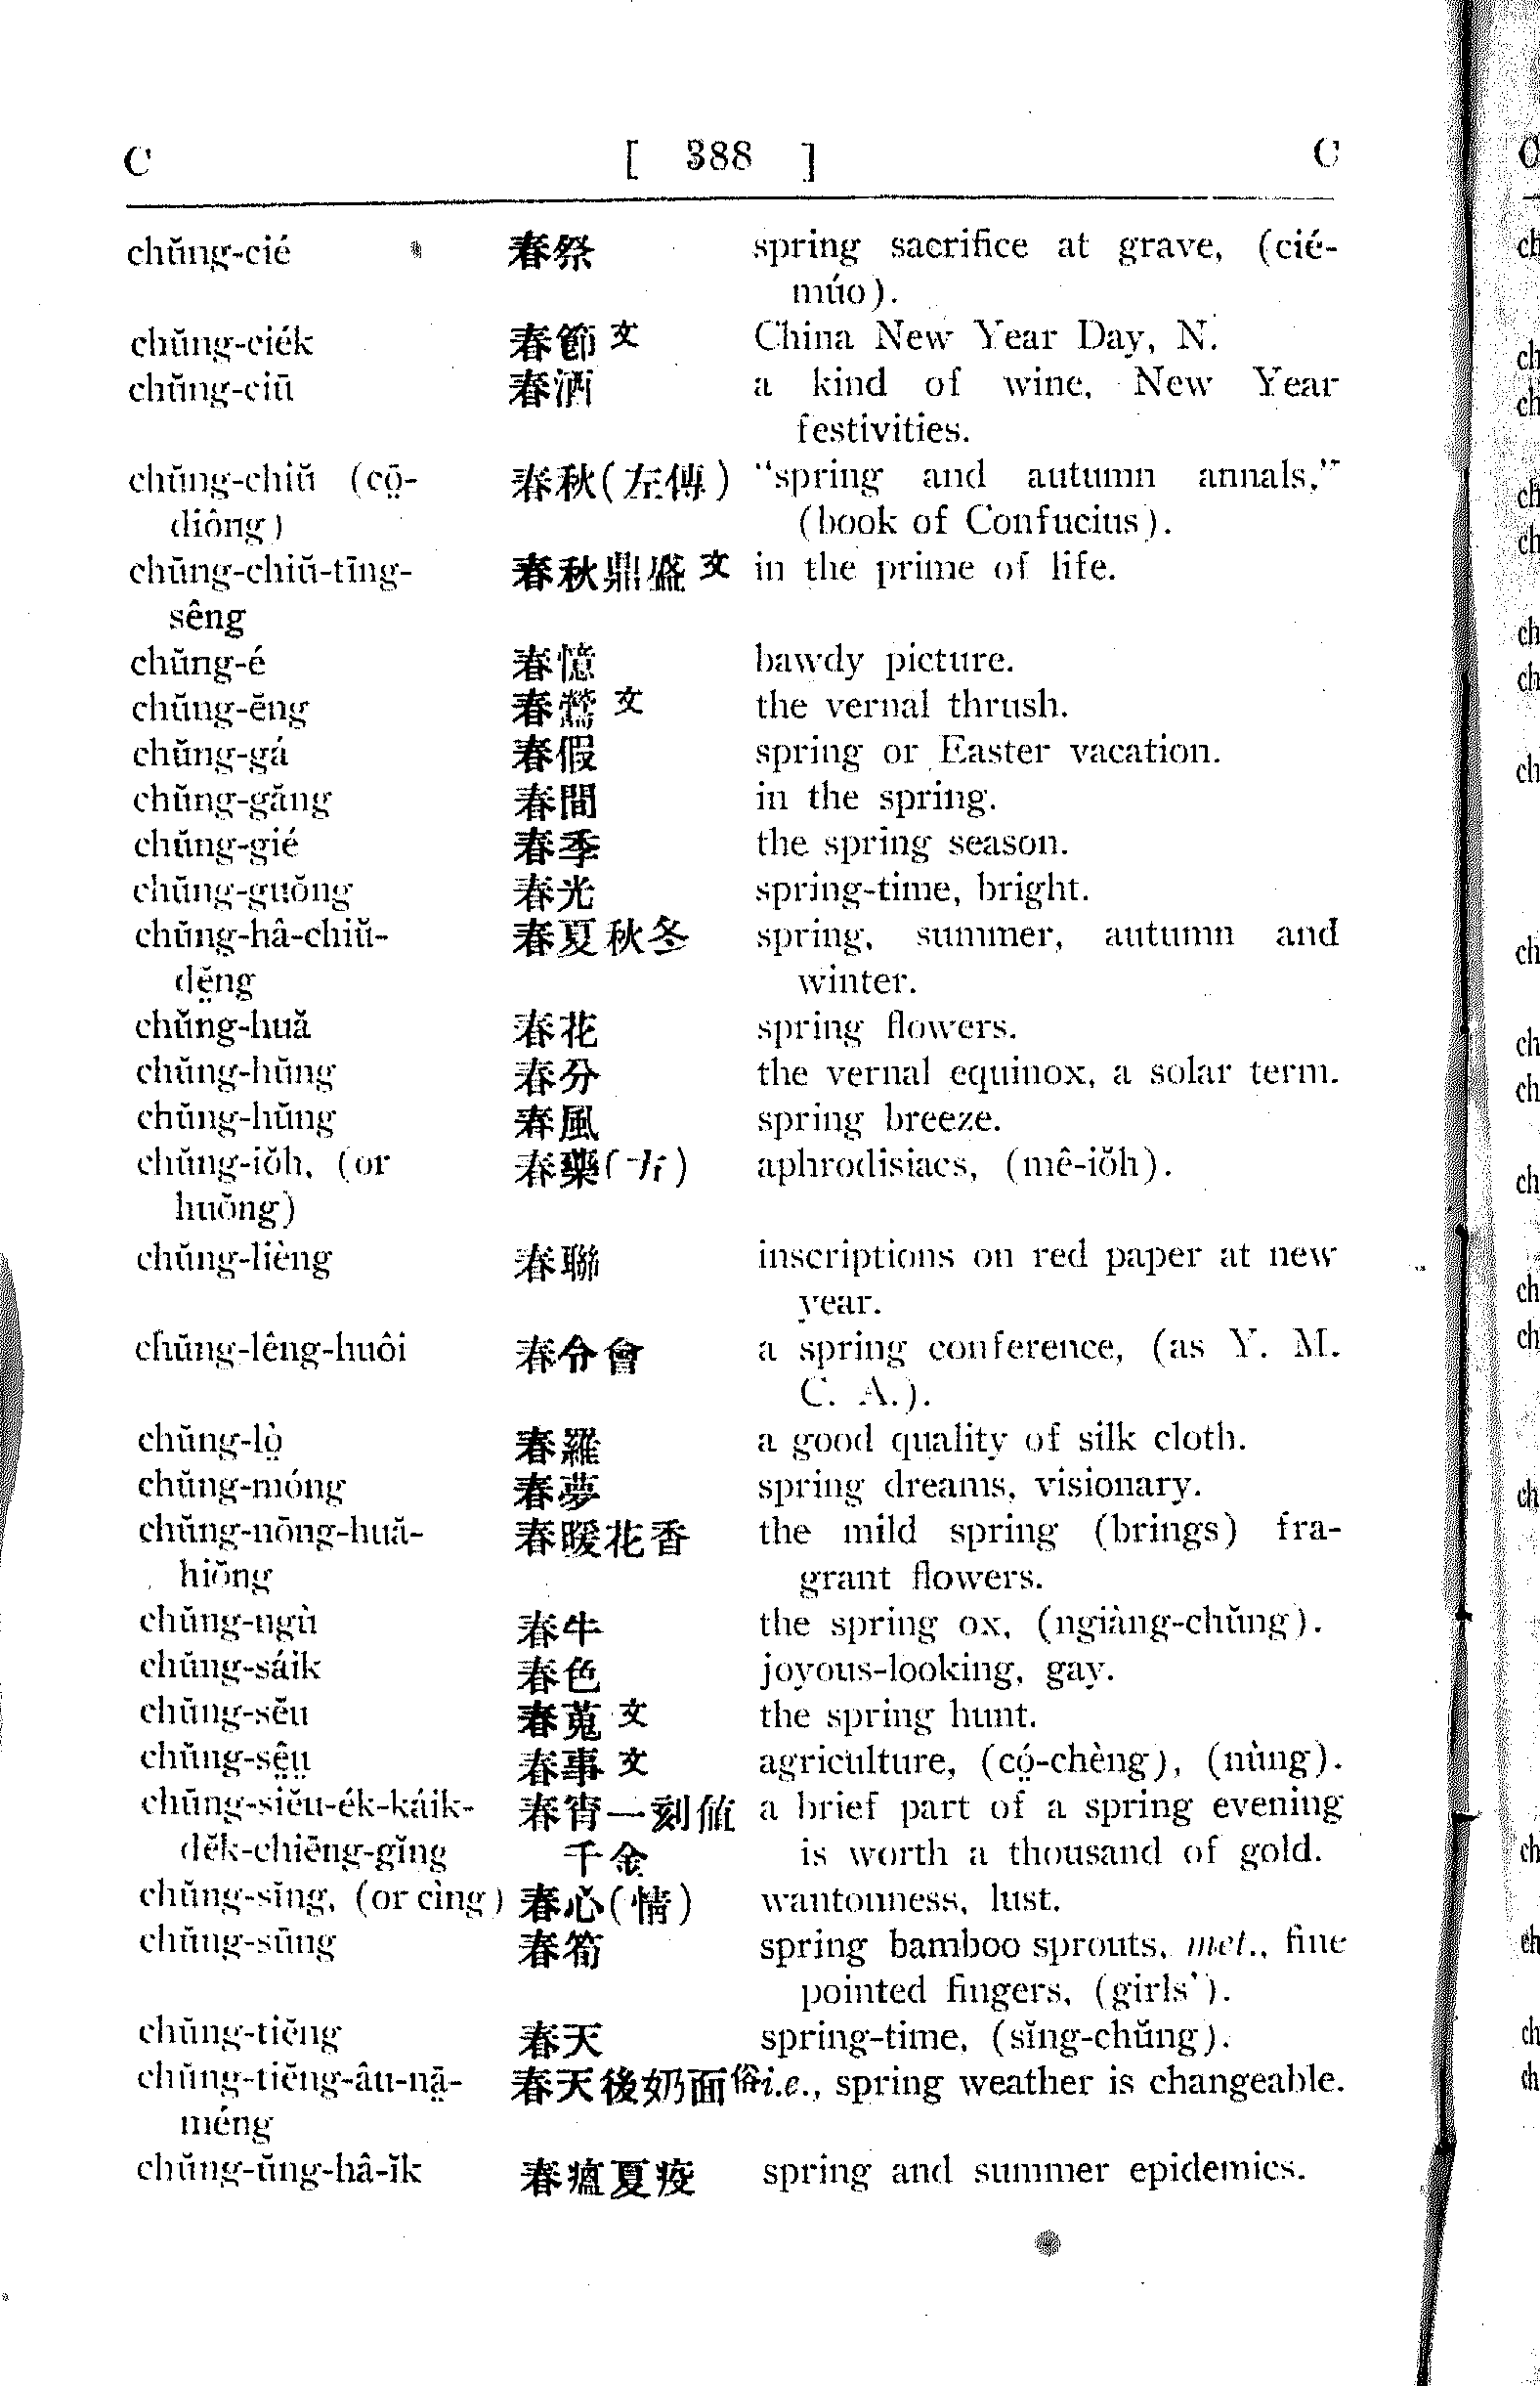 C [ 388 ] C
chŭng-cié 春祭 spring sacrifice at grave, (cié-
múo).
chŭng-ciék 春節文 China New Year Day, N.
chŭng-ciū 春酒 a kind of wine, New Year
festivities.
chŭng-chiŭ (cō̤- 春秋(左傳) "spring and autumn annals,"
diông) (book of Confucius).
chŭng-chiŭ-tīng- 春秋鼎盛文 in the prime of life.
sêng
chŭng-é 春憶 bawdy picture.
chŭng-ĕng 春鶯文 the vernal thrush.
chŭng-gá 春假 spring or Easter vacation.
chŭng-găng 春間 in the spring.
chŭng-gié 春季 the spring season.
chŭng-guŏng 春光 spring-time, bright.
chŭng-hâ-chiŭ- 春夏秋冬 spring, summer, autumn and
dĕ̤ng winter.
chŭng-huă 春花 spring flowers.
chŭng-hŭng 春分 the vernal equinox, a solar term.
chŭng-hŭng 春風 spring breeze.
chŭng-iŏh, (or 春藥(方) aphrodisiacs, (mê-iŏh).
huŏng)
chŭng-lièng 春聯 inscriptions on red paper at new
year.
chŭng-lêng-huôi 春令會 a spring conference, (as Y. M.
C. A.).
chŭng-lò̤ 春羅 a good quality of silk cloth.
chŭng-móng 春夢 spring dreams, visionary.
chŭng-nōng-huă- 春暖花香 the mild spring (brings) fra-
hiŏng grant flowers.
chŭng-ngù 春牛 the spring ox, (ngiàng-chŭng).
chŭng-sáik 春色 joyous-looking, gay.
chŭng-sĕu 春蒐文 the spring hunt.
chŭng-sê̤ṳ 春事文 agriculture, (có̤-chèng), (nùng).
chŭng-siĕu-ék-káik- 春宵一刻値 a brief part of a spring evening
dĕk-chiĕng-gĭng 千金 is worth a thousand of gold.
chŭng-sĭng, (or cìng) 春心(情) wantonness, lust.
chŭng-sūng 春筍 spring bamboo sprouts, met., fine
pointed fingers, (girls').
chŭng-tiĕng 春天 spring-time, (sĭng-chŭng).
chŭng-tiĕng-âu-nā̤- 春天後奶面俗 i.e., spring weather is changeable.
méng
chŭng-ŭng-hâ-ĭk 春瘟夏疫 spring and summer epidemics.